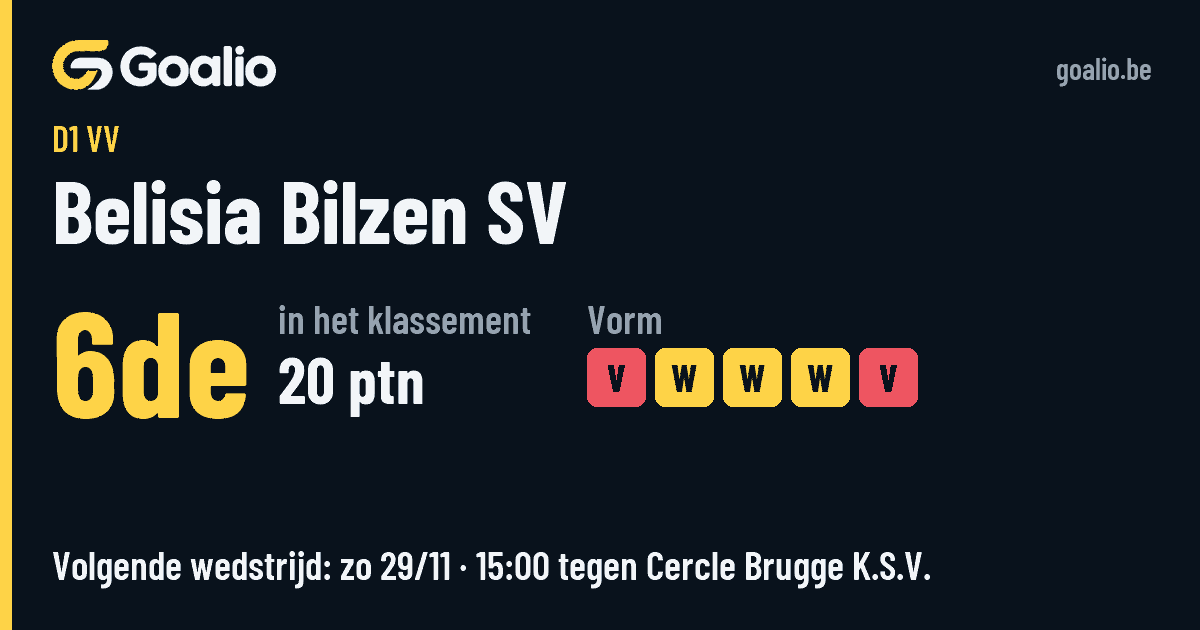 Goalio
goalio.be
D1 VV
Belisia Bilzen SV
6de
in het klassement
20 ptn
Vorm
V W W W V
Volgende wedstrijd: zo 29/11 · 15:00 tegen Cercle Brugge K.S.V.